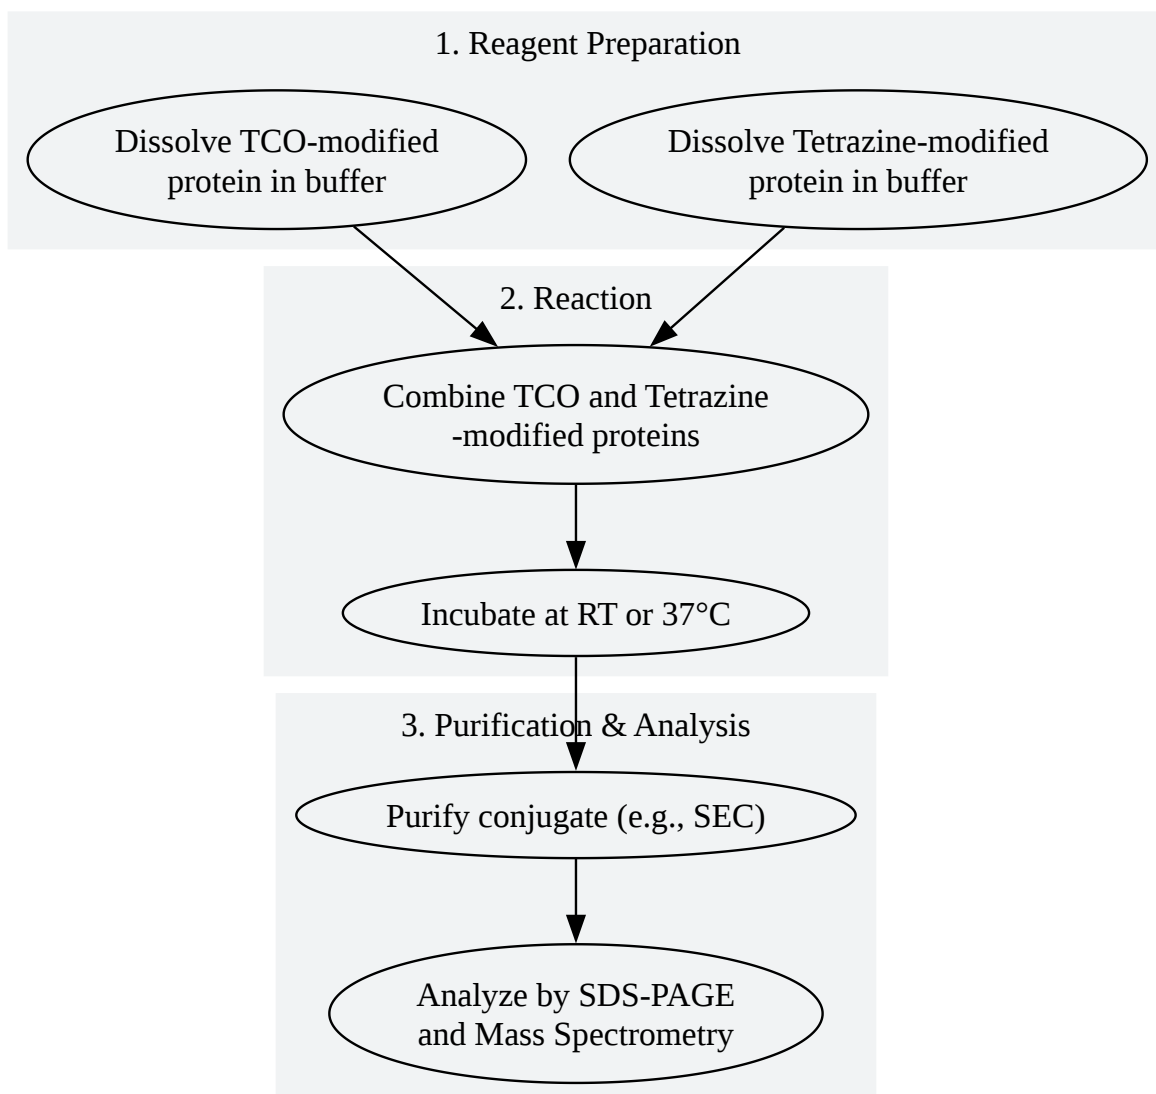 1. Reagent Preparation
Dissolve TCO-modified
protein in buffer
Dissolve Tetrazine-modified
protein in buffer
2. Reaction
Combine TCO and Tetrazine
-modified proteins
Incubate at RT or 37°C
3. Purification & Analysis
Purify conjugate (e.g., SEC)
Analyze by SDS-PAGE
and Mass Spectrometry